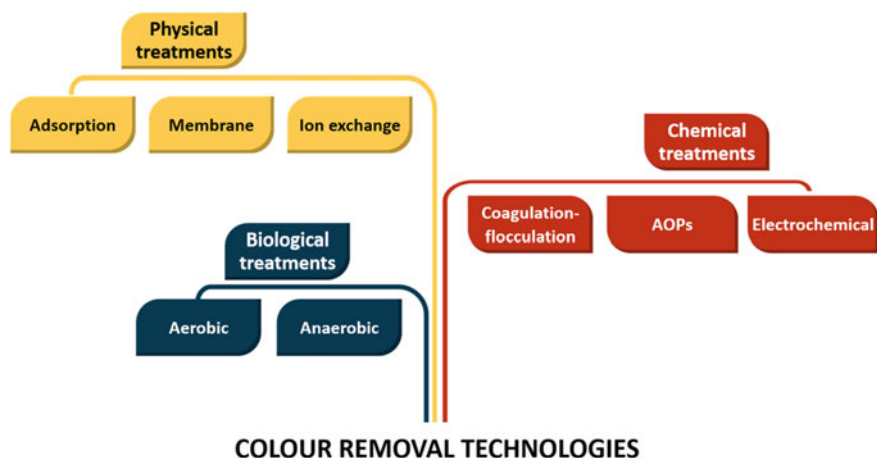 Physical
treatments
Adsorption
Membrane
Ion exchange
Chemical
treatments
Coagulation-
flocculation
AOPs
Electrochemical
Biological
treatments
Aerobic
Anaerobic
COLOUR REMOVAL TECHNOLOGIES